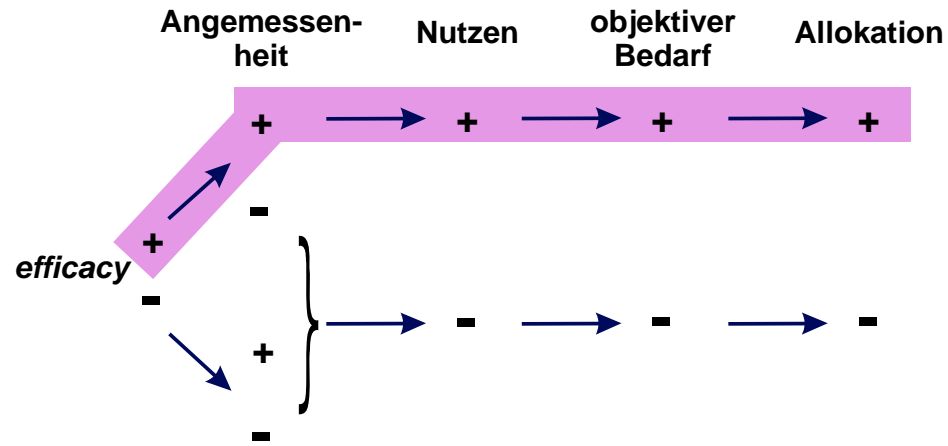 Angemessen-
heit
Nutzen
objektiver
Bedarf
Allokation
+ + + +
-
+
efficacy
-
- - -
+
-